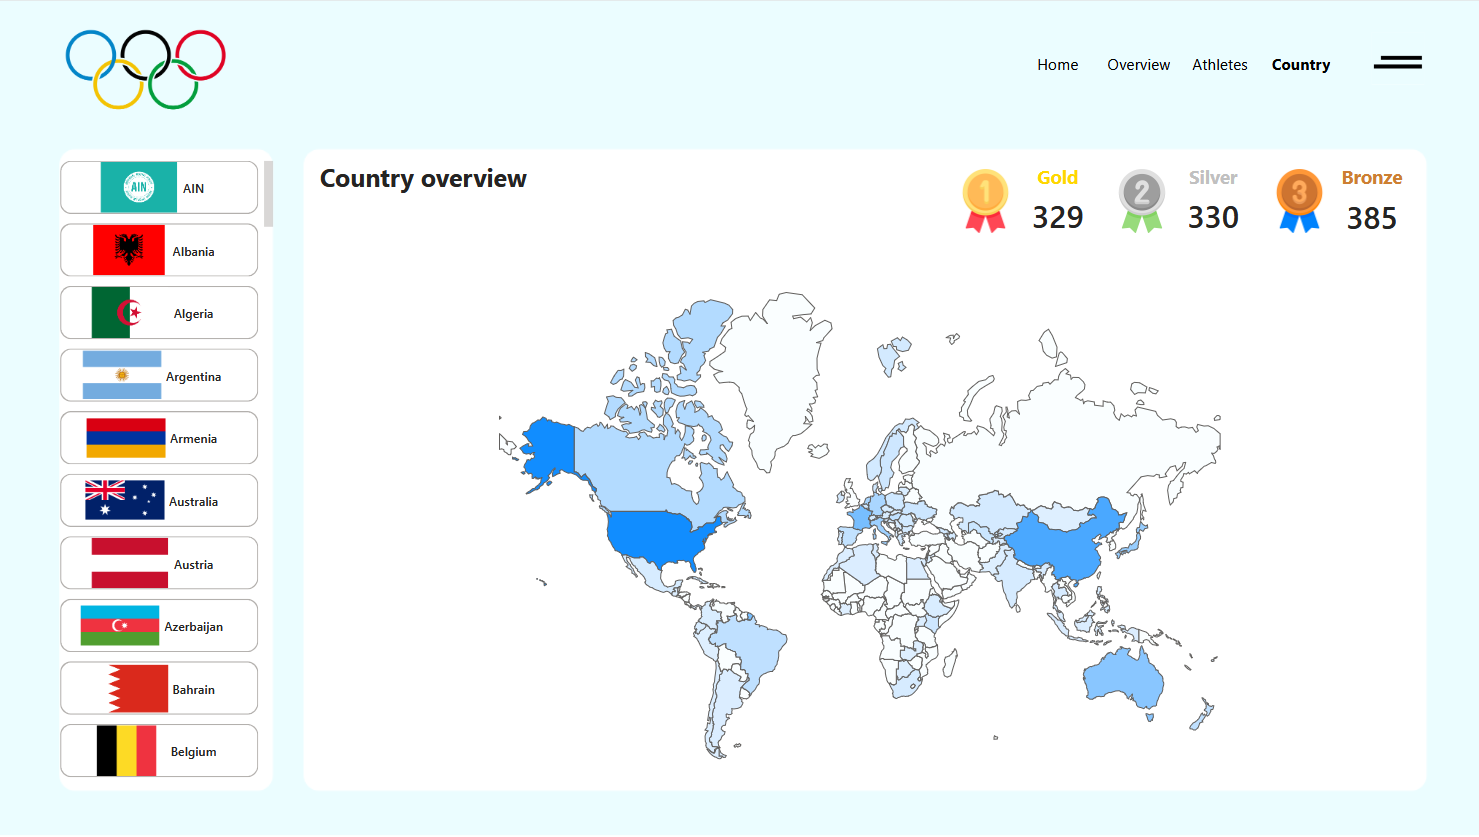 Home Overview Athletes Country
AIN
AIN
Albania
Algeria
Argentina
Armenia
Australia
Austria
Azerbaijan
Bahrain
Belgium
Country overview
1 Gold 329
2 Silver 330
3 Bronze 385